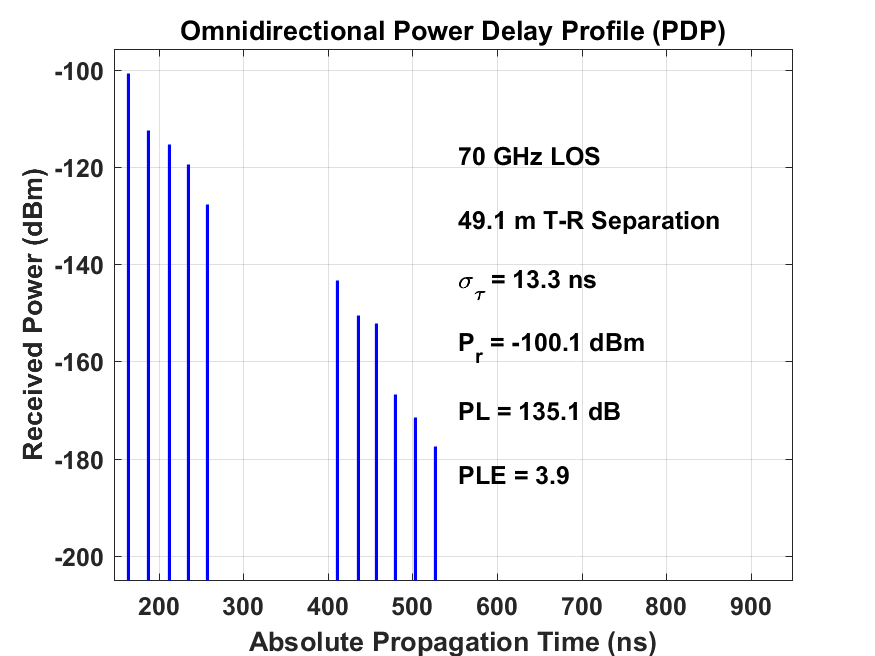 Omnidirectional Power Delay Profile (PDP)
Received Power (dBm)
-100
-120
-140
-160
-180
-200
70 GHz LOS
49.1 m T-R Separation
σ_τ = 13.3 ns
P_r = -100.1 dBm
PL = 135.1 dB
PLE = 3.9
200 300 400 500 600 700 800 900
Absolute Propagation Time (ns)